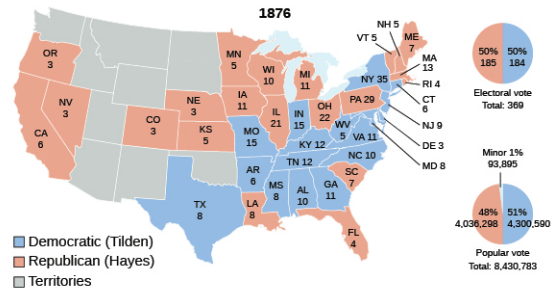 1876
OR
3
NV
3
CA
6
CO
3
NE
3
KS
5
TX
8
MN
5
IA
11
MO
15
AR
6
LA
8
WI
10
IL
21
MI
11
IN
15
OH
22
KY 12
TN 12
MS
8
AL
10
GA
11
FL
4
SC
7
NC 10
VA 11
WV
5
PA 29
NY 35
VT 5
NH 5
ME
7
MA
13
RI 4
CT
6
NJ 9
DE 3
MD 8
Democratic (Tilden)
Republican (Hayes)
Territories
50%
185
50%
184
Electoral vote
Total: 369
Minor 1%
93,895
48%
4,036,298
51%
4,300,590
Popular vote
Total: 8,430,783